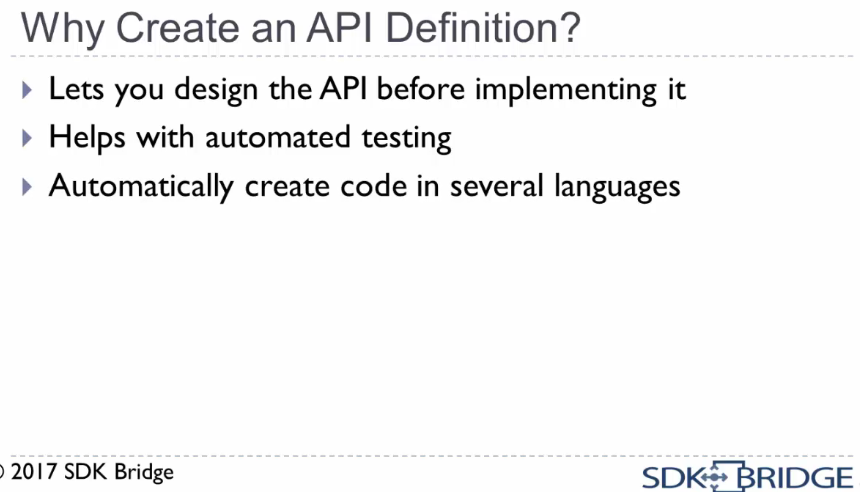 Why Create an API Definition?
Lets you design the API before implementing it
Helps with automated testing
Automatically create code in several languages
© 2017 SDK Bridge
SDK BRIDGE